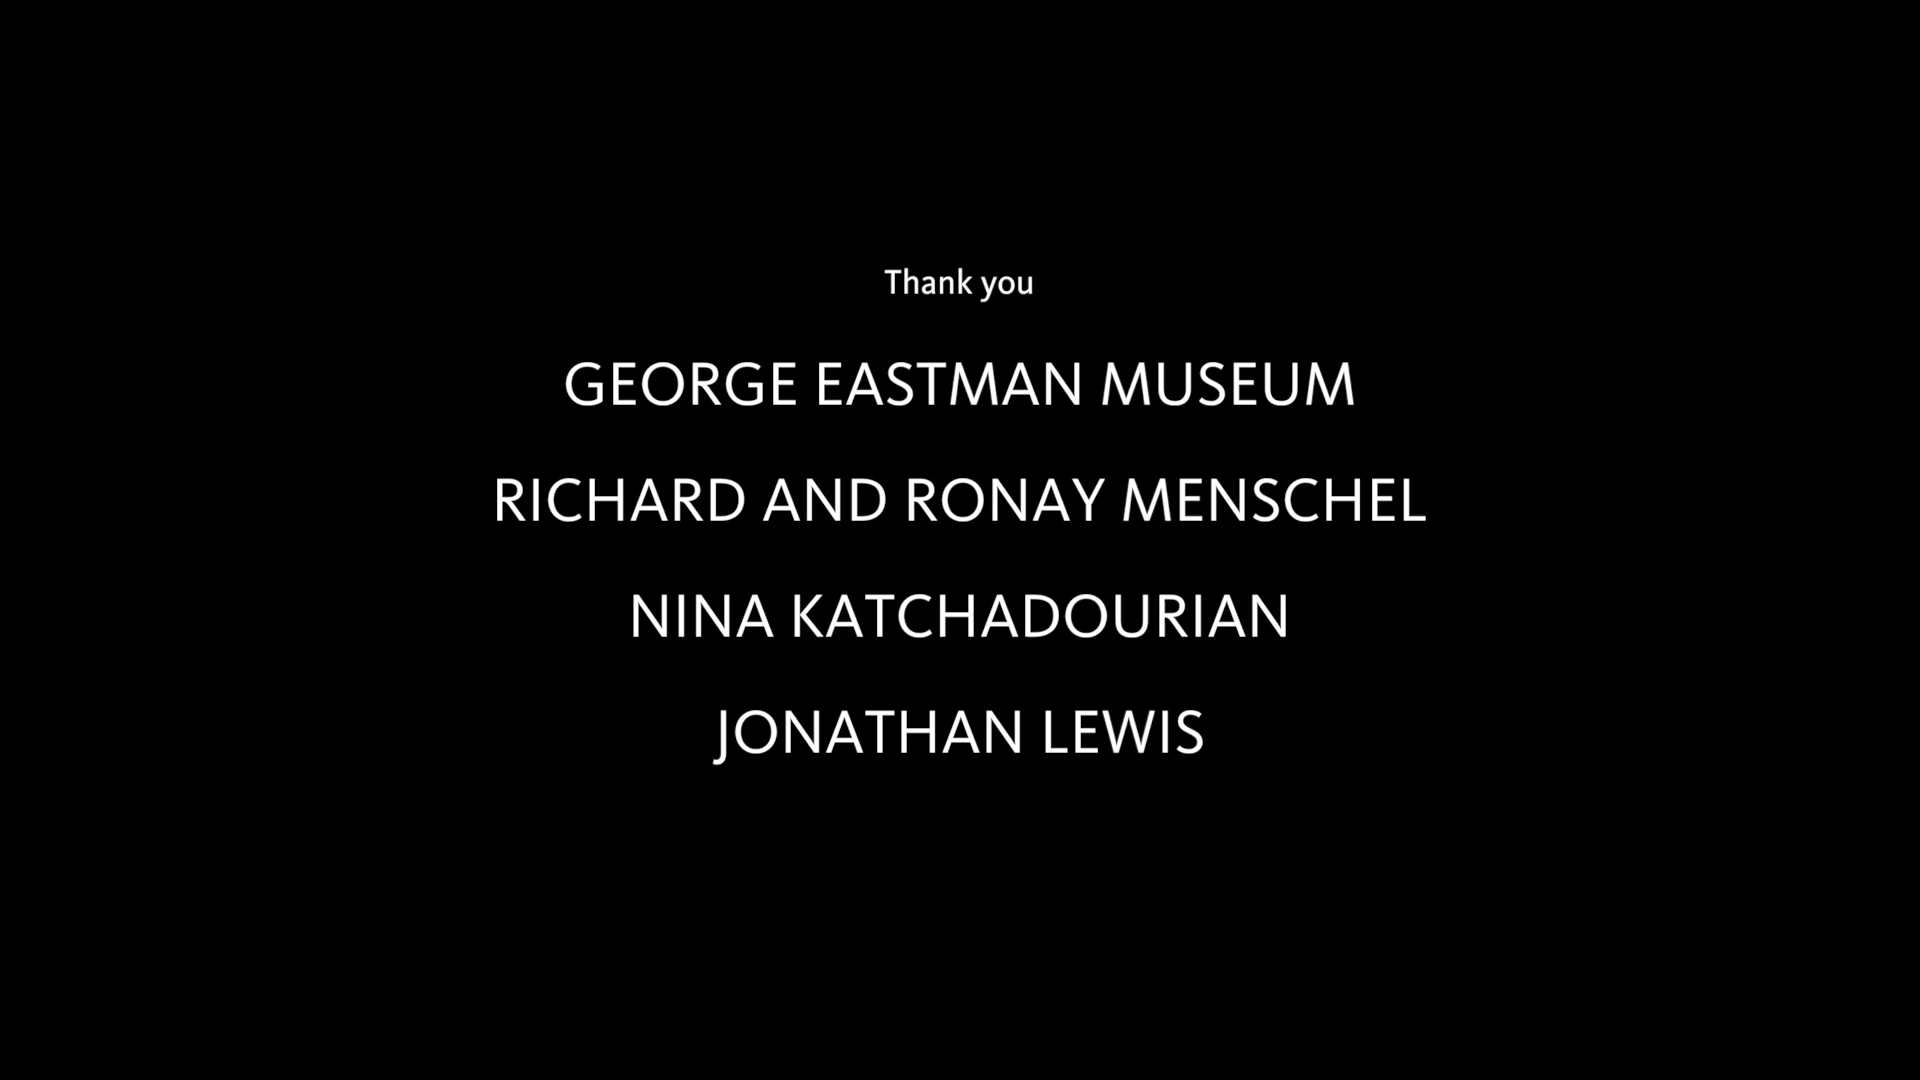 Thank you
GEORGE EASTMAN MUSEUM
RICHARD AND RONAY MENSCHEL
NINA KATCHADOURIAN
JONATHAN LEWIS